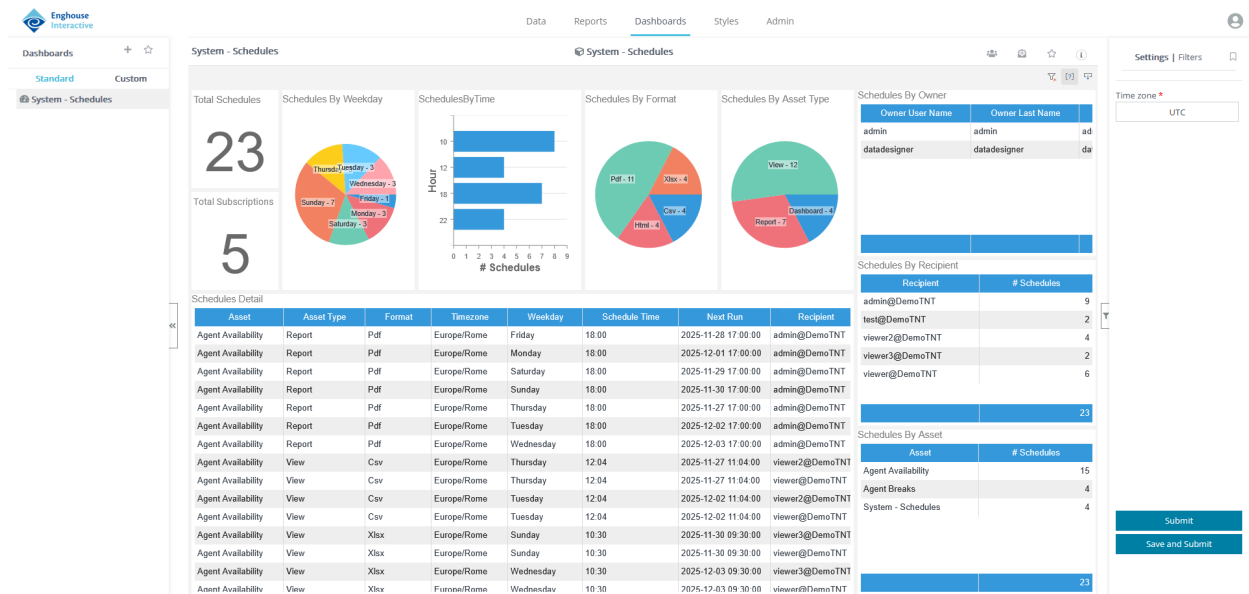 Enghouse
Interactive
Data Reports Dashboards Styles Admin
Dashboards
Standard Custom
System - Schedules
System - Schedules
System - Schedules
Settings | Filters
Time zone *
UTC
Submit
Save and Submit
Total Schedules
23
Total Subscriptions
5
Schedules By Weekday
Tuesday - 3
Wednesday - 3
Friday - 1
Monday - 3
Saturday - 3
Sunday - 7
SchedulesByTime
Hour
10
12
18
22
0 1 2 3 4 5 6 7 8 9
# Schedules
Schedules By Format
Pdf - 11
Xlsx - 4
Csv - 4
Html - 4
Schedules By Asset Type
View - 12
Dashboard - 4
Report - 7
Schedules By Owner
Owner User Name Owner Last Name
admin admin ad
datadesigner datadesigner da
Schedules By Recipient
Recipient # Schedules
admin@DemoTNT 9
test@DemoTNT 2
viewer2@DemoTNT 4
viewer3@DemoTNT 2
viewer@DemoTNT 6
23
Schedules By Asset
Asset # Schedules
Agent Availability 15
Agent Breaks 4
System - Schedules 4
23
Schedules Detail
Asset Asset Type Format Timezone Weekday Schedule Time Next Run Recipient
Agent Availability Report Pdf Europe/Rome Friday 18:00 2025-11-28 17:00:00 admin@DemoTNT
Agent Availability Report Pdf Europe/Rome Monday 18:00 2025-12-01 17:00:00 admin@DemoTNT
Agent Availability Report Pdf Europe/Rome Saturday 18:00 2025-11-29 17:00:00 admin@DemoTNT
Agent Availability Report Pdf Europe/Rome Sunday 18:00 2025-11-30 17:00:00 admin@DemoTNT
Agent Availability Report Pdf Europe/Rome Thursday 18:00 2025-11-27 17:00:00 admin@DemoTNT
Agent Availability Report Pdf Europe/Rome Tuesday 18:00 2025-12-02 17:00:00 admin@DemoTNT
Agent Availability Report Pdf Europe/Rome Wednesday 18:00 2025-12-03 17:00:00 admin@DemoTNT
Agent Availability View Csv Europe/Rome Thursday 12:04 2025-11-27 11:04:00 viewer2@DemoTNT
Agent Availability View Csv Europe/Rome Thursday 12:04 2025-11-27 11:04:00 viewer@DemoTNT
Agent Availability View Csv Europe/Rome Tuesday 12:04 2025-12-02 11:04:00 viewer2@DemoTNT
Agent Availability View Csv Europe/Rome Tuesday 12:04 2025-12-02 11:04:00 viewer@DemoTNT
Agent Availability View Xlsx Europe/Rome Sunday 10:30 2025-11-30 09:30:00 viewer3@DemoTNT
Agent Availability View Xlsx Europe/Rome Sunday 10:30 2025-11-30 09:30:00 viewer@DemoTNT
Agent Availability View Xlsx Europe/Rome Wednesday 10:30 2025-12-03 09:30:00 viewer3@DemoTNT
Agent Availability View Xlsx Europe/Rome Wednesday 10:30 2025-12-03 09:30:00 viewer@DemoTNT